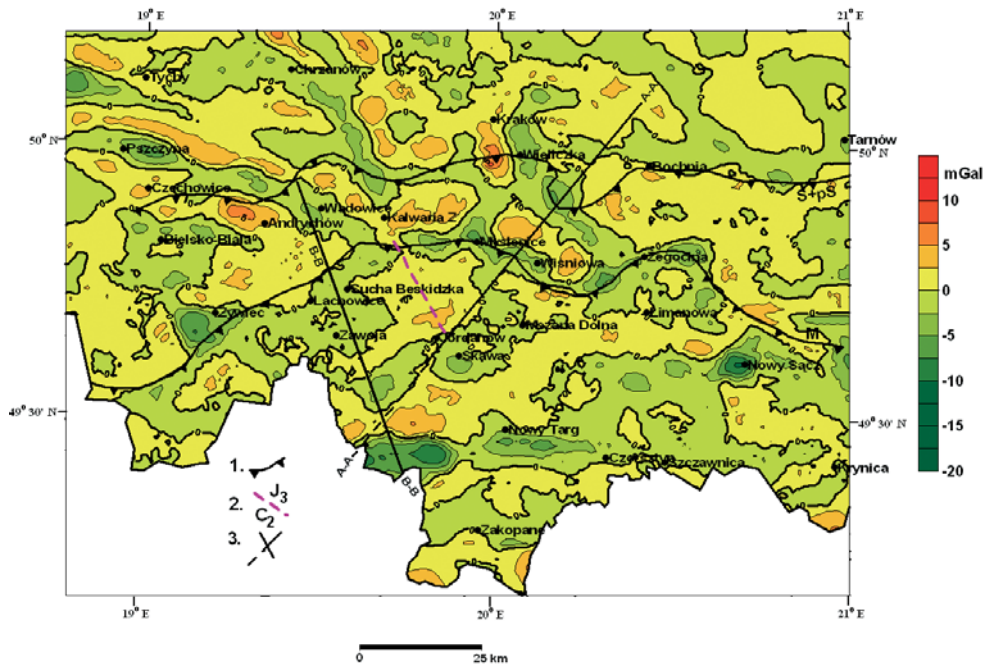 19° E
20° E
21° E
Tychy
Chrzanów
A-A
Kraków
50° N
Tarnów
Pszczyna
Wieliczka
50° N
Bochnia
mGal
Czechowice
S+pS
10
Wadowice
Kalwaria Z
Andrychów
Bielsko-Biala
Myślenice
5
B-B
Wiśniowa
Żegocina
Sucha Beskidzka
0
Lachowice
Żywiec
Limanowa
Mszana Dolna
-5
Zawoja
Jordanów
M
Skawa
Nowy Sącz
-10
49° 30' N
49° 30' N
Nowy Targ
-15
A-A
Szczawnica
Krynica
-20
1.
B-B
J3
2.
C2
Zakopane
3.
19° E
20° E
21° E
0
25 km